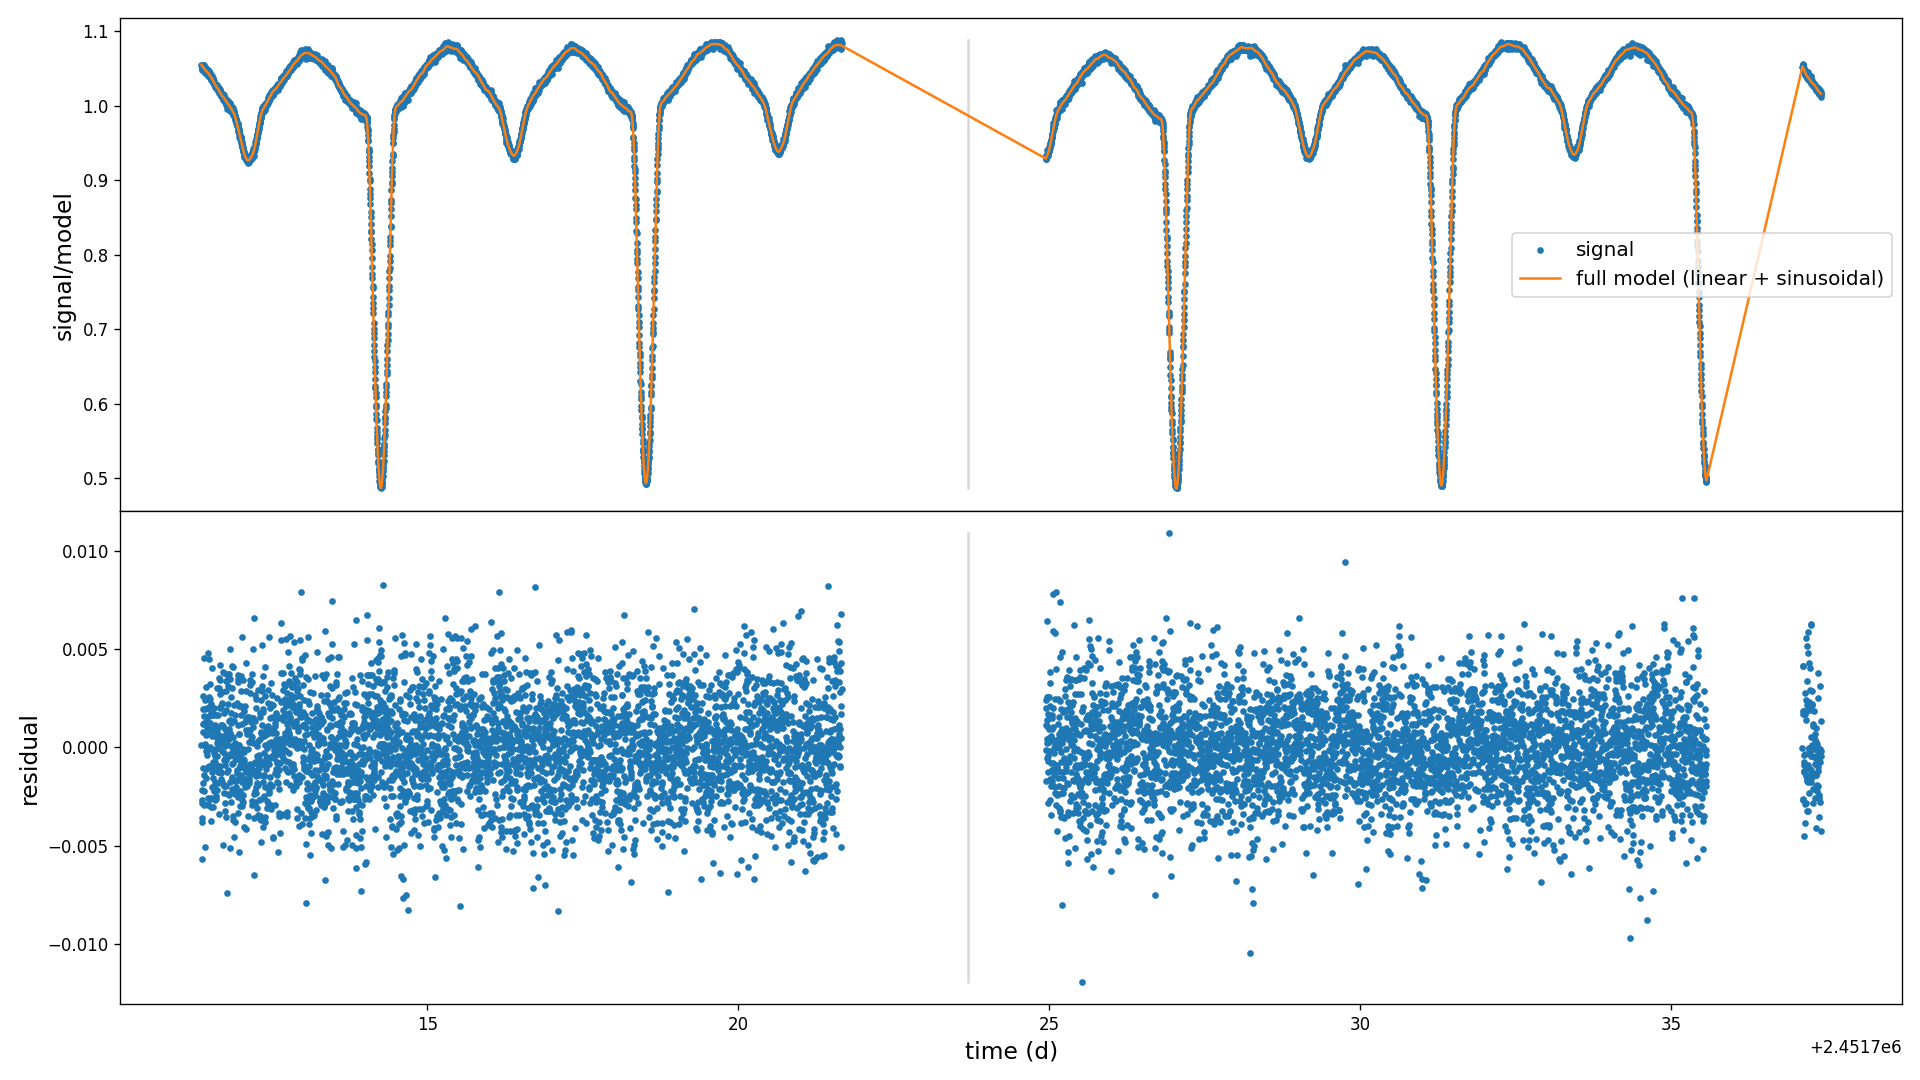 1.1
1.0
0.9
0.8
0.7
0.6
0.5
signal/model
signal
full model (linear + sinusoidal)
0.010
0.005
0.000
−0.005
−0.010
residual
15
20
25
30
35
time (d)
+2.4517e6